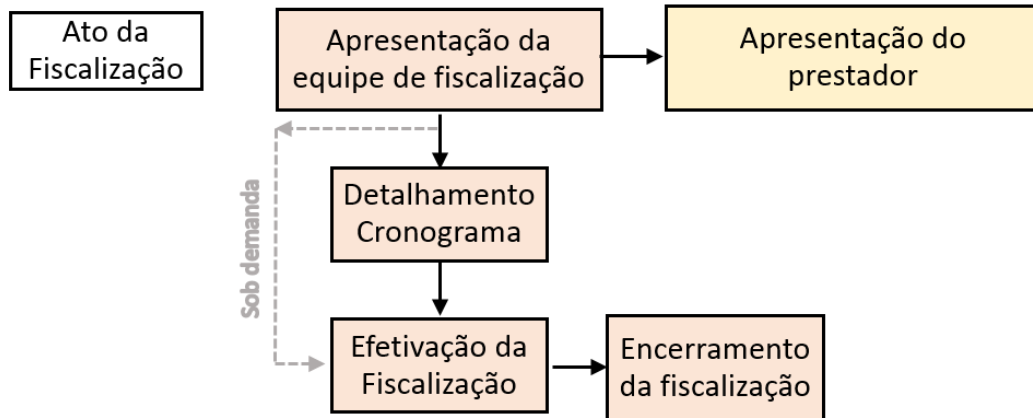 Ato da
Fiscalização
Apresentação da
equipe de fiscalização
Apresentação do
prestador
Sob demanda
Detalhamento
Cronograma
Efetivação da
Fiscalização
Encerramento
da fiscalização